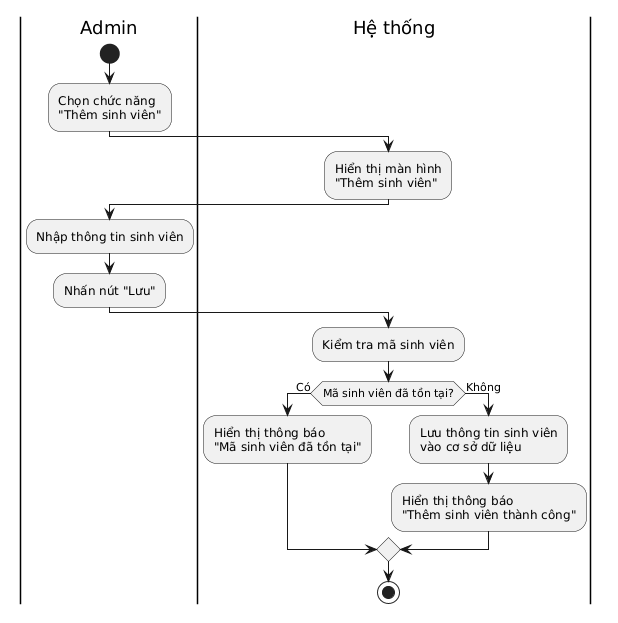 Admin
Hệ thống
Chọn chức năng
"Thêm sinh viên"
Hiển thị màn hình
"Thêm sinh viên"
Nhập thông tin sinh viên
Nhấn nút "Lưu"
Kiểm tra mã sinh viên
Có
Mã sinh viên đã tồn tại?
Không
Hiển thị thông báo
"Mã sinh viên đã tồn tại"
Lưu thông tin sinh viên
vào cơ sở dữ liệu
Hiển thị thông báo
"Thêm sinh viên thành công"